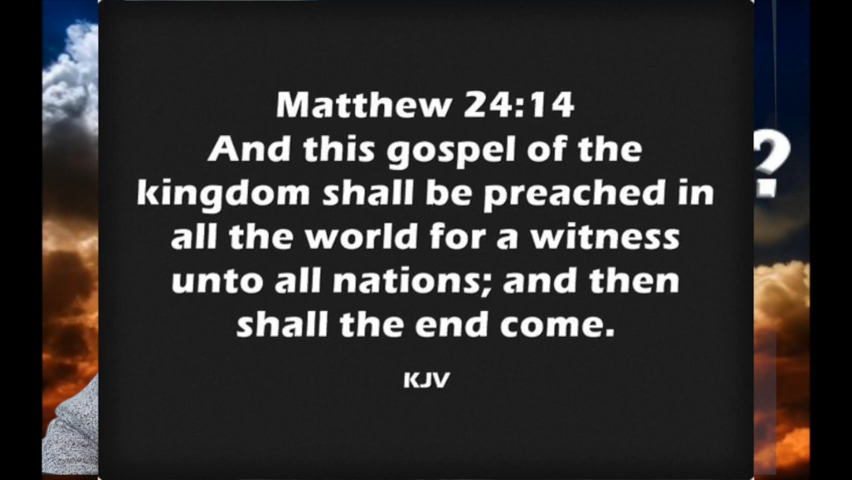 Matthew 24:14
And this gospel of the
kingdom shall be preached in
all the world for a witness
unto all nations; and then
shall the end come.
KJV
?